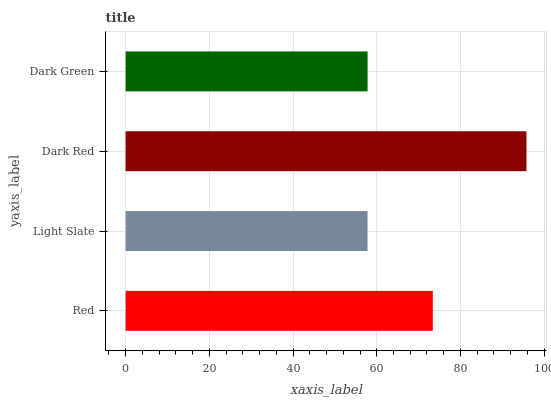 title
Dark Green
Dark Red
Light Slate
Red
yaxis_label
0 20 40 60 80 100
xaxis_label